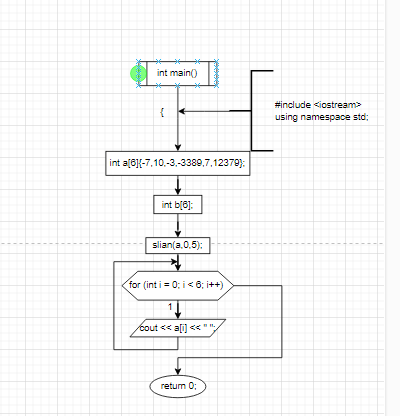 int main()
{
#include <iostream>
using namespace std;
int a[6]{-7,10,-3,-3389,7,12379};
int b[6];
slian(a,0,5);
for (int i = 0; i < 6; i++)
1
cout << a[i] << " ";
return 0;